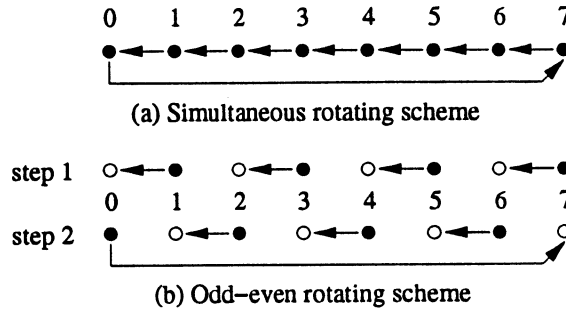 0 1 2 3 4 5 6 7
(a) Simultaneous rotating scheme
step 1
0 1 2 3 4 5 6 7
step 2
(b) Odd–even rotating scheme